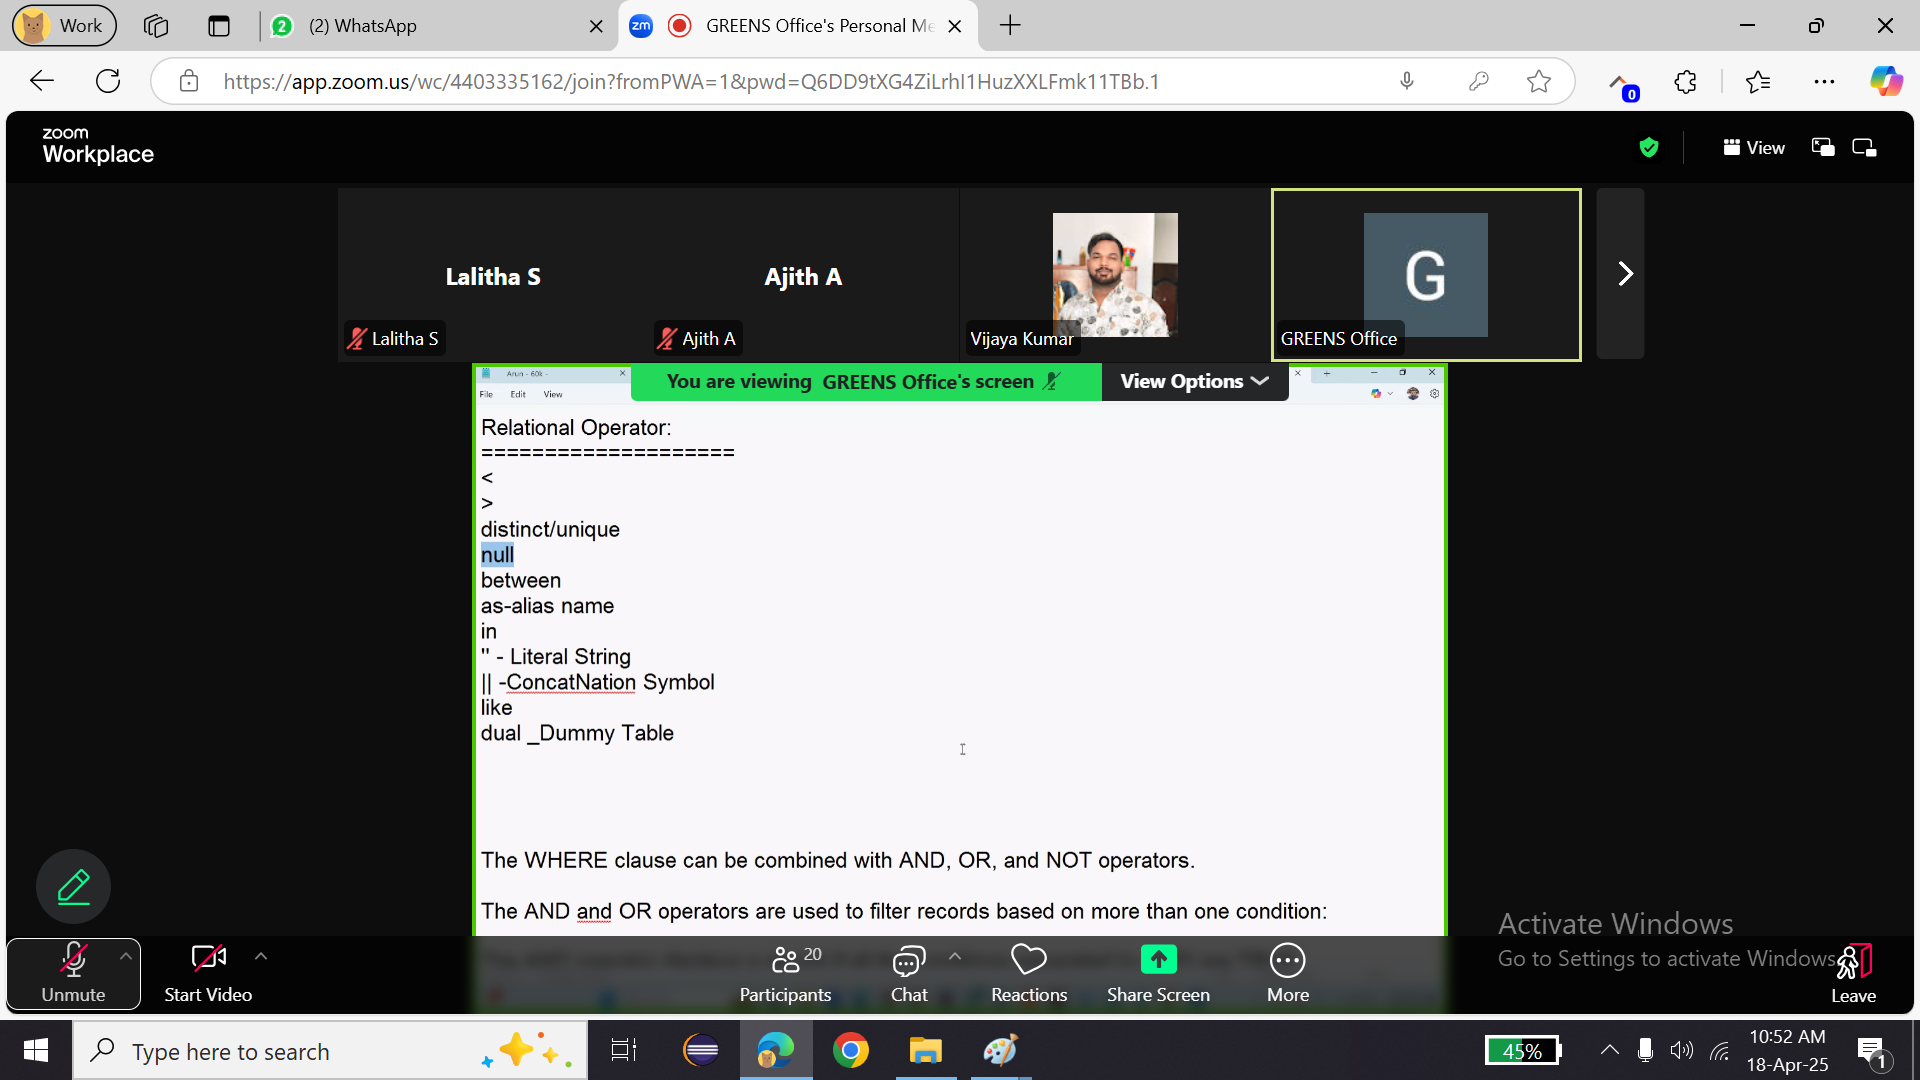 Work
(2) WhatsApp
zm
GREENS Office's Personal Me
https://app.zoom.us/wc/4403335162/join?fromPWA=1&pwd=Q6DD9tXG4ZiLrhI1HuzXXLFmk11TBb.1
0
zoom
Workplace
View
Lalitha S
Ajith A
G
Lalitha S
Ajith A
Vijaya Kumar
GREENS Office
Arun - 60k -
You are viewing GREENS Office's screen
View Options
File Edit View
Relational Operator:
====================
<
>
distinct/unique
null
between
as-alias name
in
'' - Literal String
|| -ConcatNation Symbol
like
dual _Dummy Table
The WHERE clause can be combined with AND, OR, and NOT operators.
The AND and OR operators are used to filter records based on more than one condition:
Activate Windows
Go to Settings to activate Windows.
Unmute
Start Video
20
Participants
Chat
Reactions
Share Screen
More
Leave
Type here to search
45%
10:52 AM
18-Apr-25
1